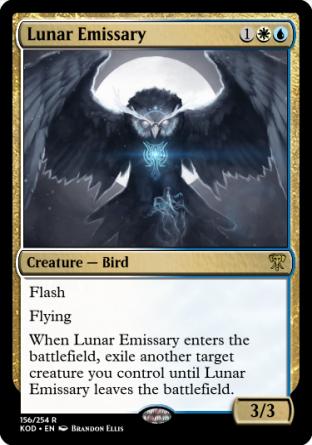 Lunar Emissary 1
Creature — Bird
Flash
Flying
When Lunar Emissary enters the
battlefield, exile another target
creature you control until Lunar
Emissary leaves the battlefield.
156/254 R
KOD • EN Brandon Ellis
3/3